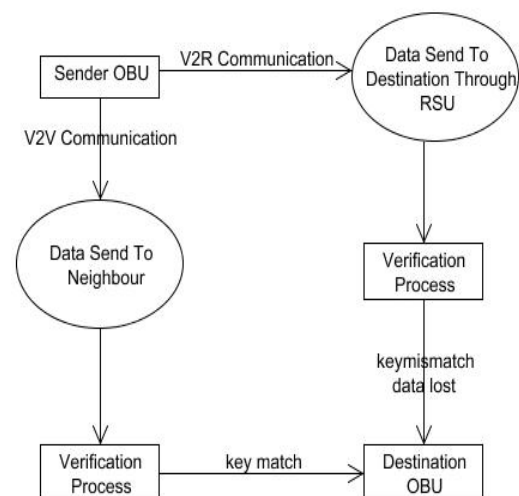 V2R Communication
Sender OBU
Data Send To
Destination Through
RSU
V2V Communication
Data Send To
Neighbour
Verification
Process
keymismatch
data lost
Verification
Process
key match
Destination
OBU